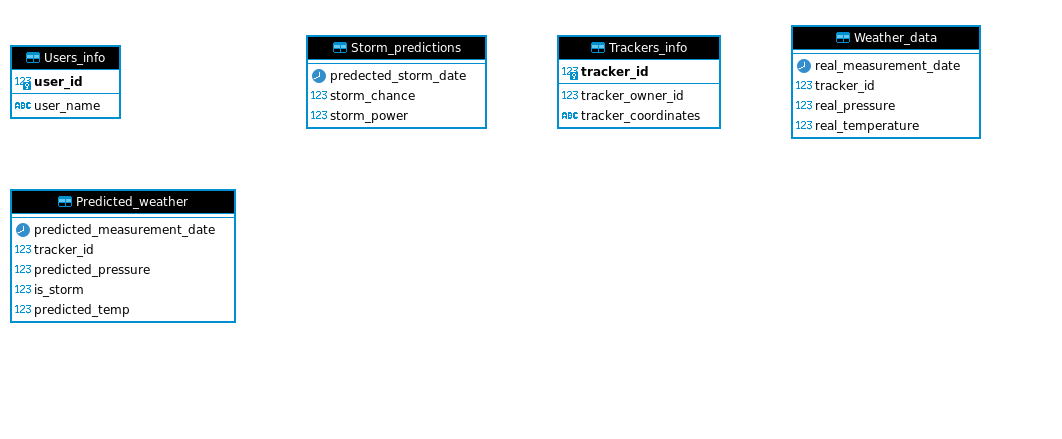 Users_info
123 user_id
ABC user_name
Storm_predictions
predected_storm_date
123 storm_chance
123 storm_power
Trackers_info
123 tracker_id
123 tracker_owner_id
ABC tracker_coordinates
Weather_data
real_measurement_date
123 tracker_id
123 real_pressure
123 real_temperature
Predicted_weather
predicted_measurement_date
123 tracker_id
123 predicted_pressure
123 is_storm
123 predicted_temp